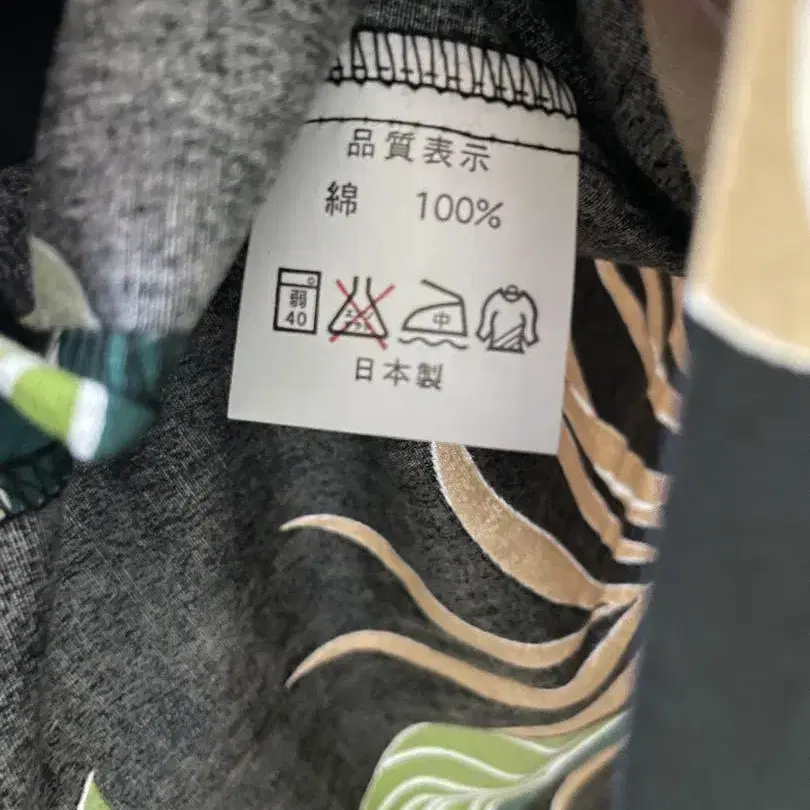 品質表示
綿 100%
弱 40 中
日本製